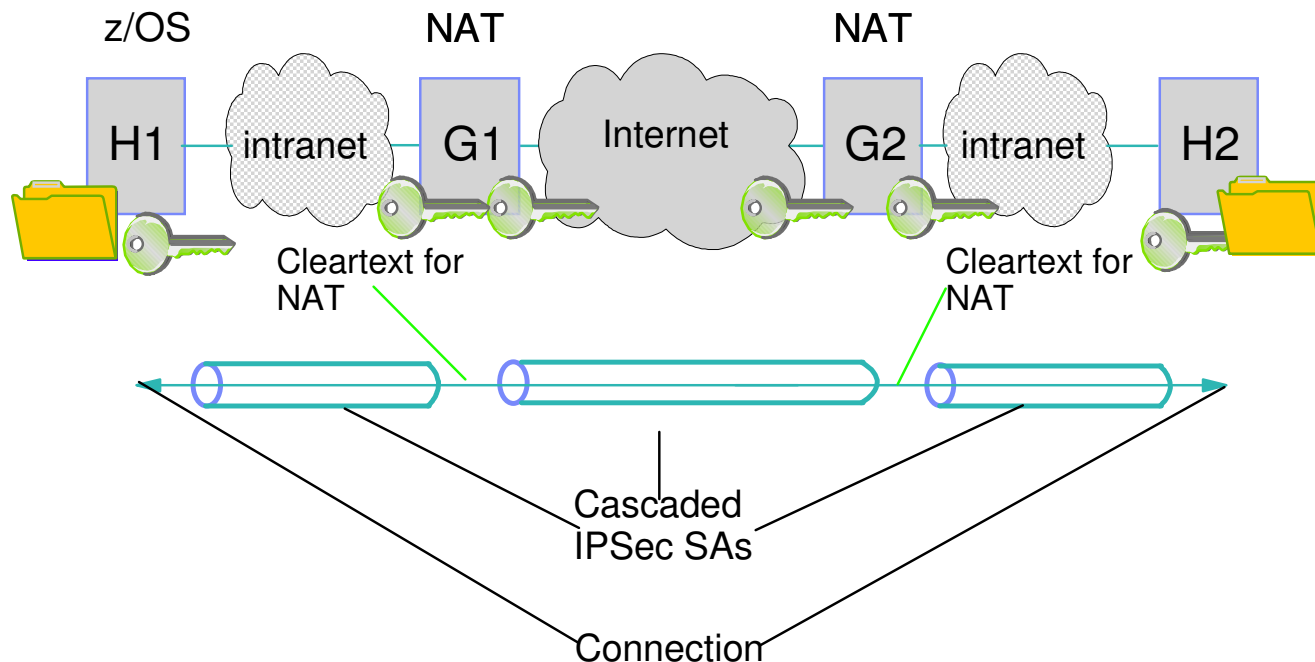 z/OS
NAT
NAT
H1
intranet
G1
Internet
G2
intranet
H2
Cleartext for
NAT
Cleartext for
NAT
Cascaded
IPSec SAs
Connection